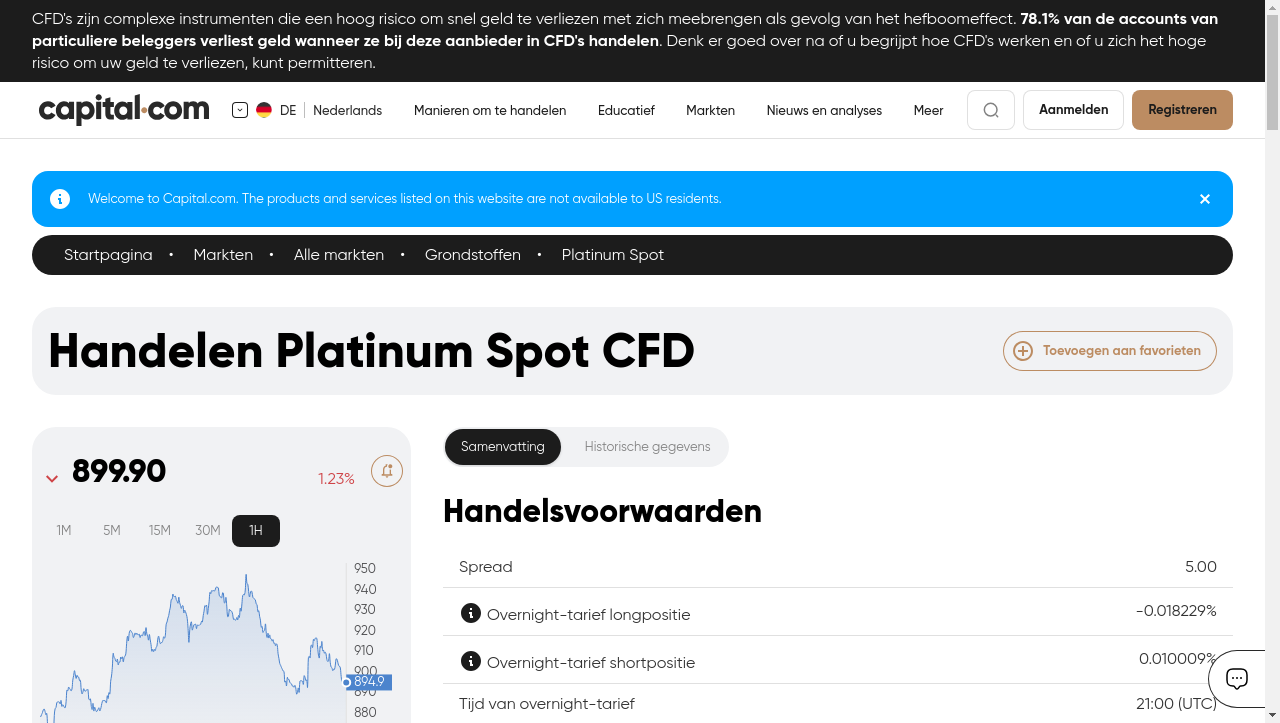 CFD's zijn complexe instrumenten die een hoog risico om snel geld te verliezen met zich meebrengen als gevolg van het hefboomeffect. 78.1% van de accounts van
particuliere beleggers verliest geld wanneer ze bij deze aanbieder in CFD's handelen. Denk er goed over na of u begrijpt hoe CFD's werken en of u zich het hoge
risico om uw geld te verliezen, kunt permitteren.
capital.com DE Nederlands Manieren om te handelen Educatief Markten Nieuws en analyses Meer Aanmelden Registreren
Welcome to Capital.com. The products and services listed on this website are not available to US residents.
Startpagina • Markten • Alle markten • Grondstoffen • Platinum Spot
Handelen Platinum Spot CFD
Toevoegen aan favorieten
899.90
1.23%
1M 5M 15M 30M 1H
950
940
930
920
910
900
894.9
890
880
Samenvatting Historische gegevens
Handelsvoorwaarden
Spread 5.00
Overnight-tarief longpositie -0.018229%
Overnight-tarief shortpositie 0.010009%
Tijd van overnight-tarief 21:00 (UTC)